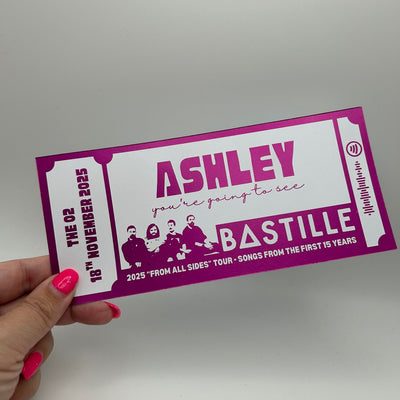 THE O2
18TH NOVEMBER 2025
ASHLEY
you're going to see
BASTILLE
2025 "FROM ALL SIDES" TOUR - SONGS FROM THE FIRST 15 YEARS